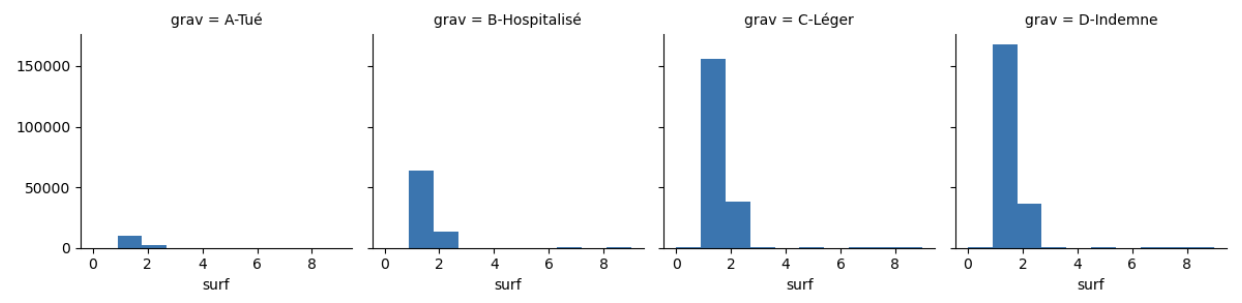 grav = A-Tué
grav = B-Hospitalisé
grav = C-Léger
grav = D-Indemne
150000
100000
50000
0
0 2 4 6 8
0 2 4 6 8
0 2 4 6 8
0 2 4 6 8
surf
surf
surf
surf